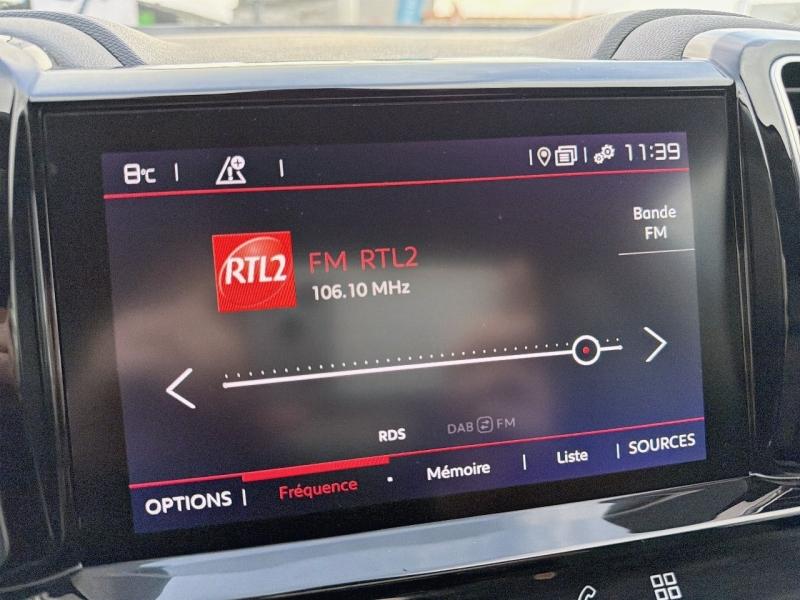 8°C
11:39
Bande
FM
RTL2
FM RTL2
106.10 MHz
RDS
DAB FM
OPTIONS
Fréquence
Mémoire
Liste
SOURCES